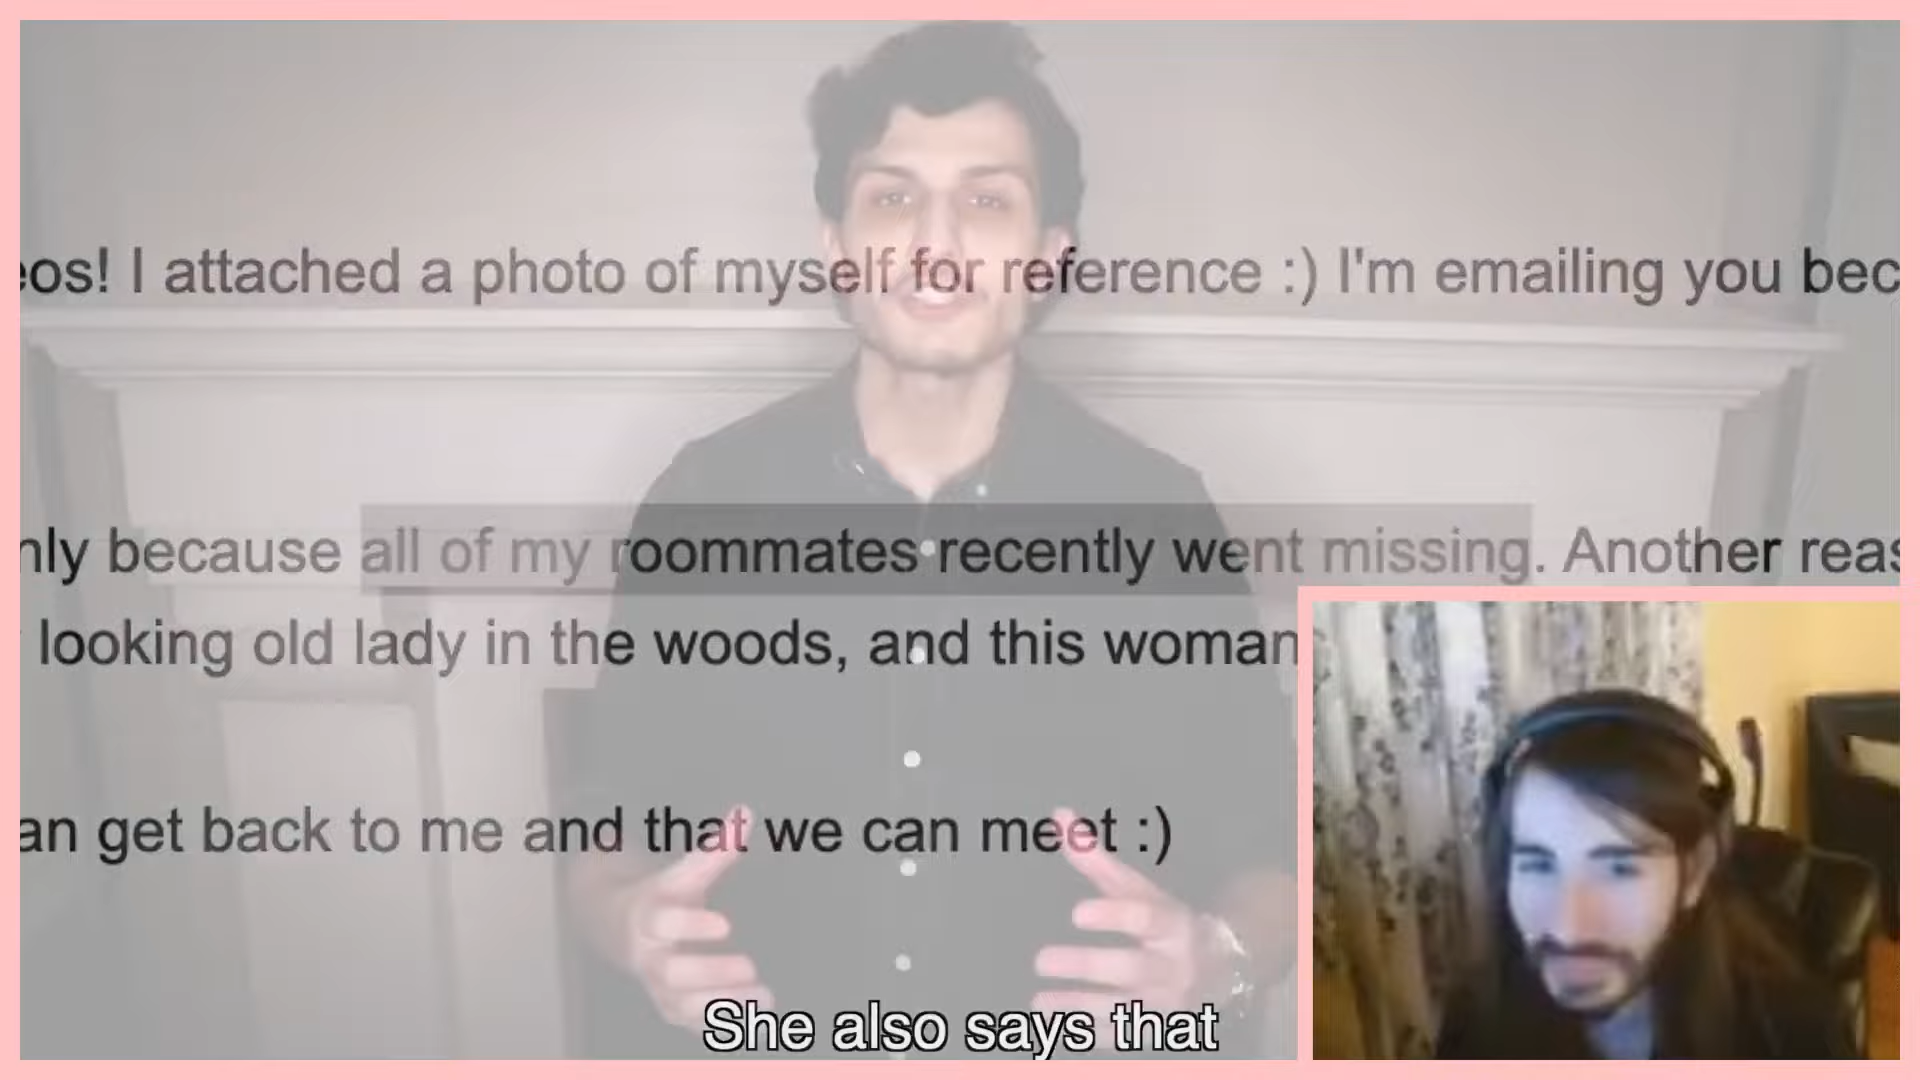 eos! I attached a photo of myself for reference :) I'm emailing you bec
nly because all of my roommates recently went missing. Another reas
looking old lady in the woods, and this woman
an get back to me and that we can meet :)
She also says that